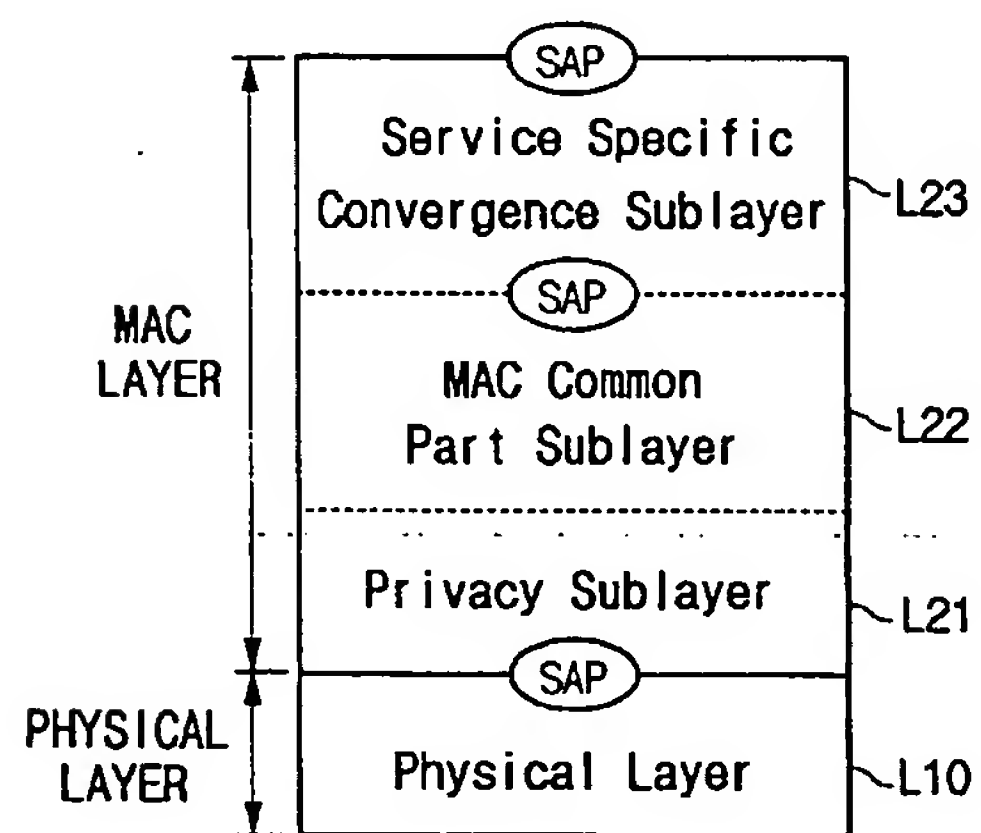 SAP
Service Specific
Convergence Sublayer
L23
SAP
MAC
LAYER
MAC Common
Part Sublayer
L22
Privacy Sublayer
L21
SAP
PHYSICAL
LAYER
Physical Layer
L10